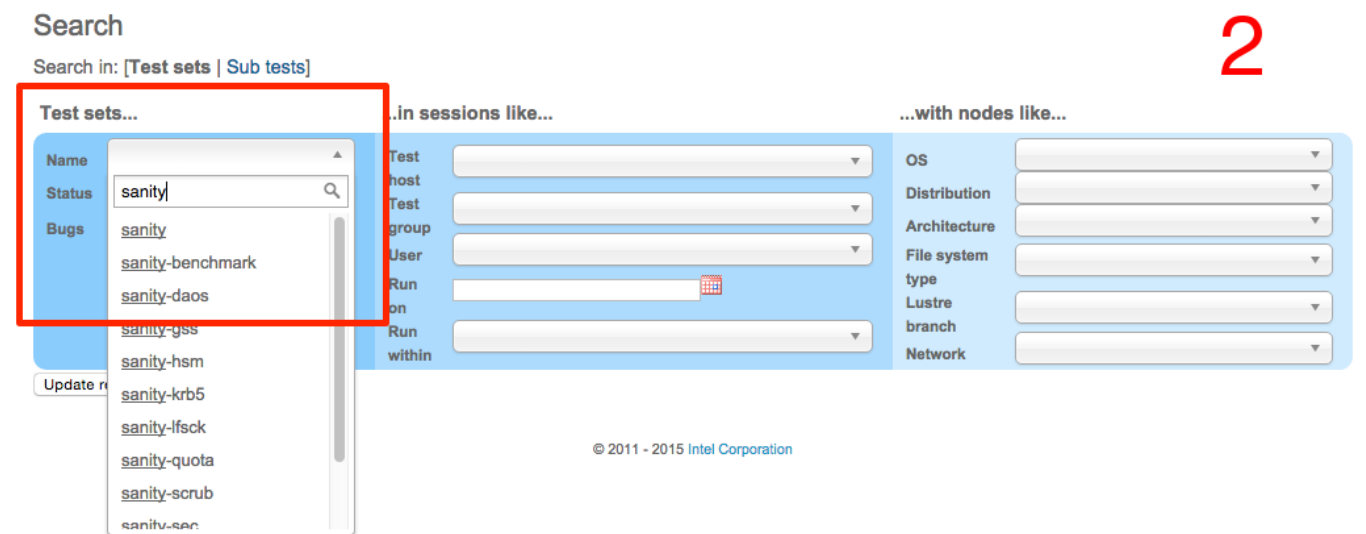 Search
2
Search in: [Test sets | Sub tests]
Test sets...
Name
Status
sanity
Bugs
sanity
sanity-benchmark
sanity-daos
sanity-gss
sanity-hsm
sanity-krb5
sanity-lfsck
sanity-quota
sanity-scrub
sanity-sec
Update r
..in sessions like...
Test host
Test group
User
Run on
Run within
...with nodes like...
OS
Distribution
Architecture
File system type
Lustre branch
Network
© 2011 - 2015 Intel Corporation